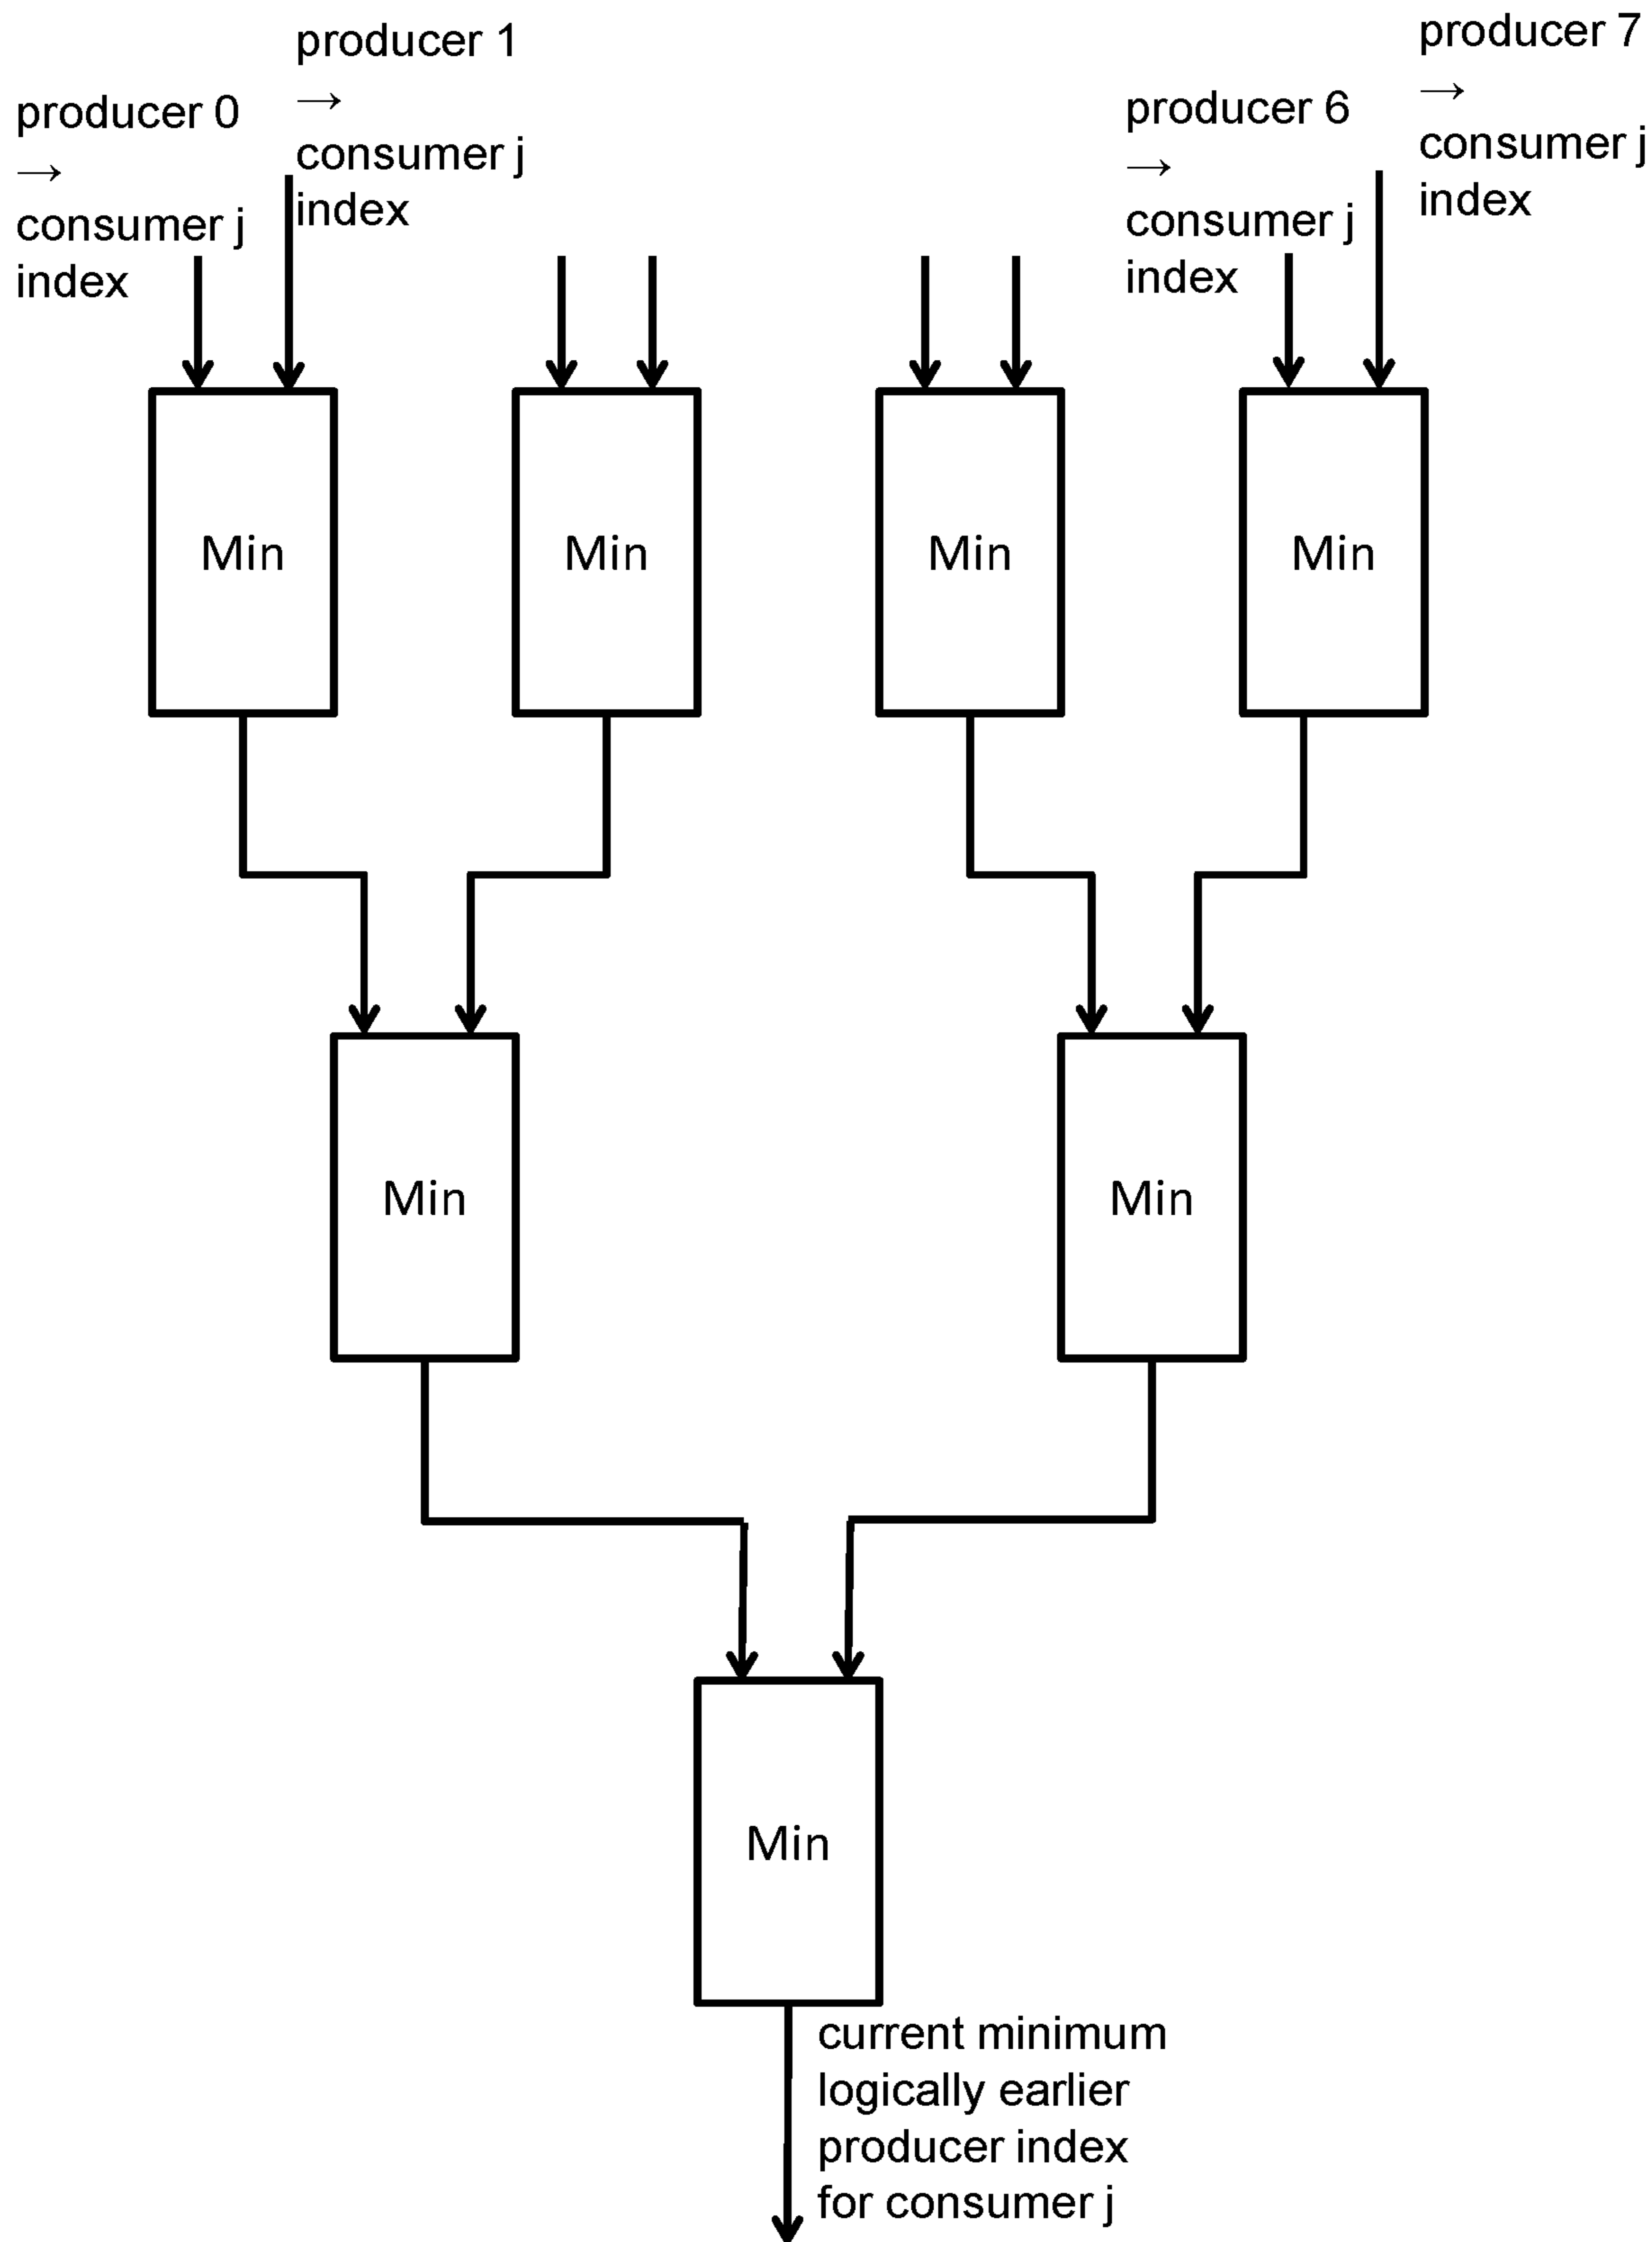 producer 0
→
consumer j
index
producer 1
→
consumer j
index
producer 6
→
consumer j
index
producer 7
→
consumer j
index
Min
Min
Min
Min
Min
Min
Min
current minimum
logically earlier
producer index
for consumer j